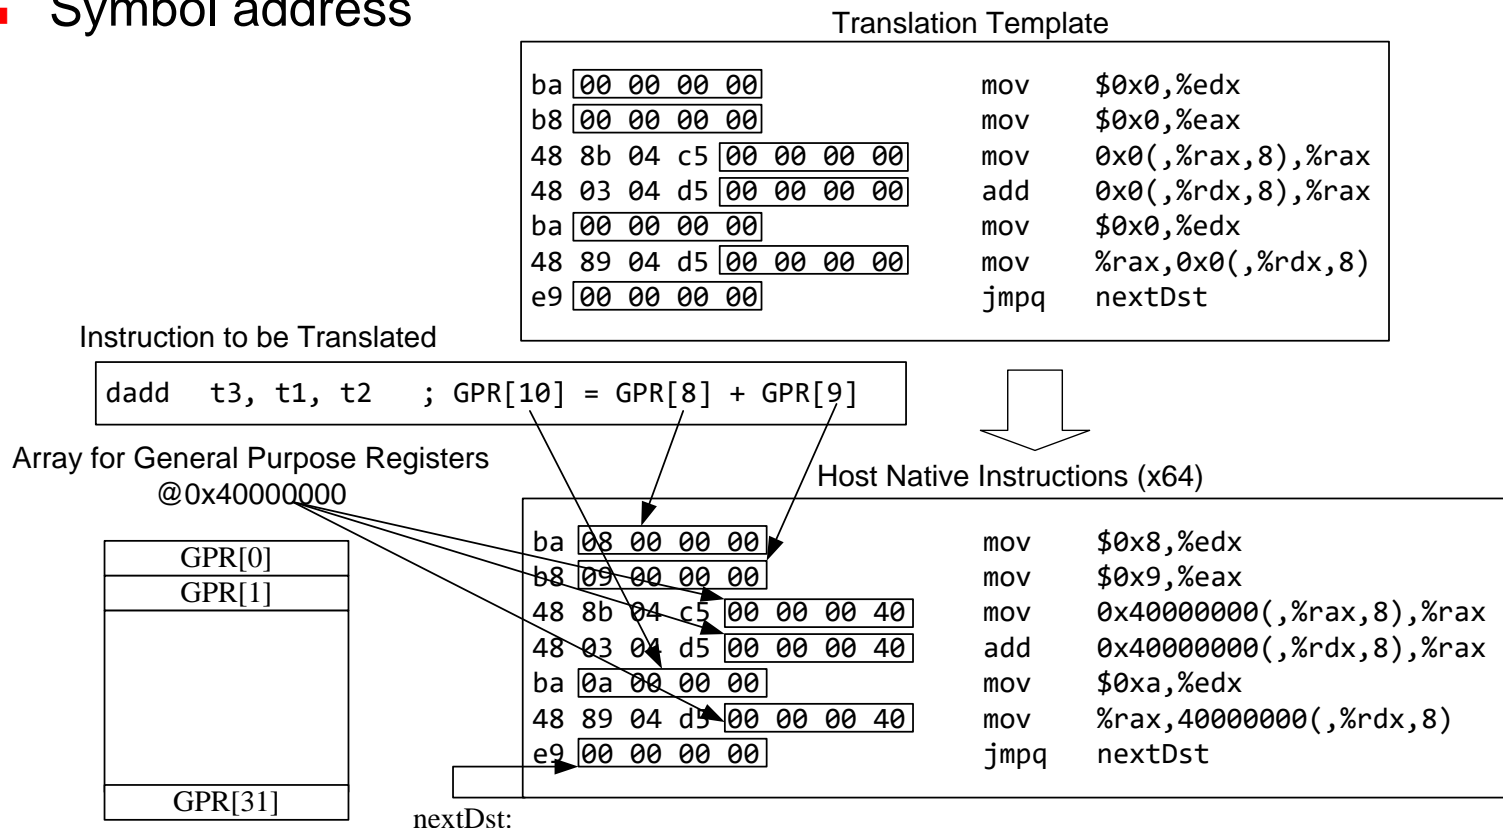 Symbol address
Translation Template
ba 00 00 00 00 mov $0x0,%edx
b8 00 00 00 00 mov $0x0,%eax
48 8b 04 c5 00 00 00 00 mov 0x0(,%rax,8),%rax
48 03 04 d5 00 00 00 00 add 0x0(,%rdx,8),%rax
ba 00 00 00 00 mov $0x0,%edx
48 89 04 d5 00 00 00 00 mov %rax,0x0(,%rdx,8)
e9 00 00 00 00 jmpq nextDst
Instruction to be Translated
dadd t3, t1, t2 ; GPR[10] = GPR[8] + GPR[9]
Array for General Purpose Registers
@0x40000000
GPR[0]
GPR[1]
GPR[31]
Host Native Instructions (x64)
ba 08 00 00 00 mov $0x8,%edx
b8 09 00 00 00 mov $0x9,%eax
48 8b 04 c5 00 00 00 40 mov 0x40000000(,%rax,8),%rax
48 03 04 d5 00 00 00 40 add 0x40000000(,%rdx,8),%rax
ba 0a 00 00 00 mov $0xa,%edx
48 89 04 d5 00 00 00 40 mov %rax,40000000(,%rdx,8)
e9 00 00 00 00 jmpq nextDst
nextDst: